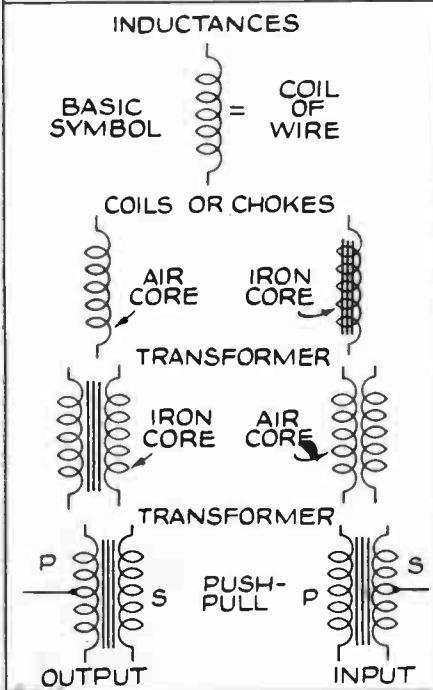 INDUCTANCES
BASIC
SYMBOL
=
COIL
OF
WIRE
COILS OR CHOKES
AIR
CORE
IRON
CORE
TRANSFORMER
IRON
CORE
AIR
CORE
TRANSFORMER
P
S
PUSH-
PULL
P
S
OUTPUT
INPUT